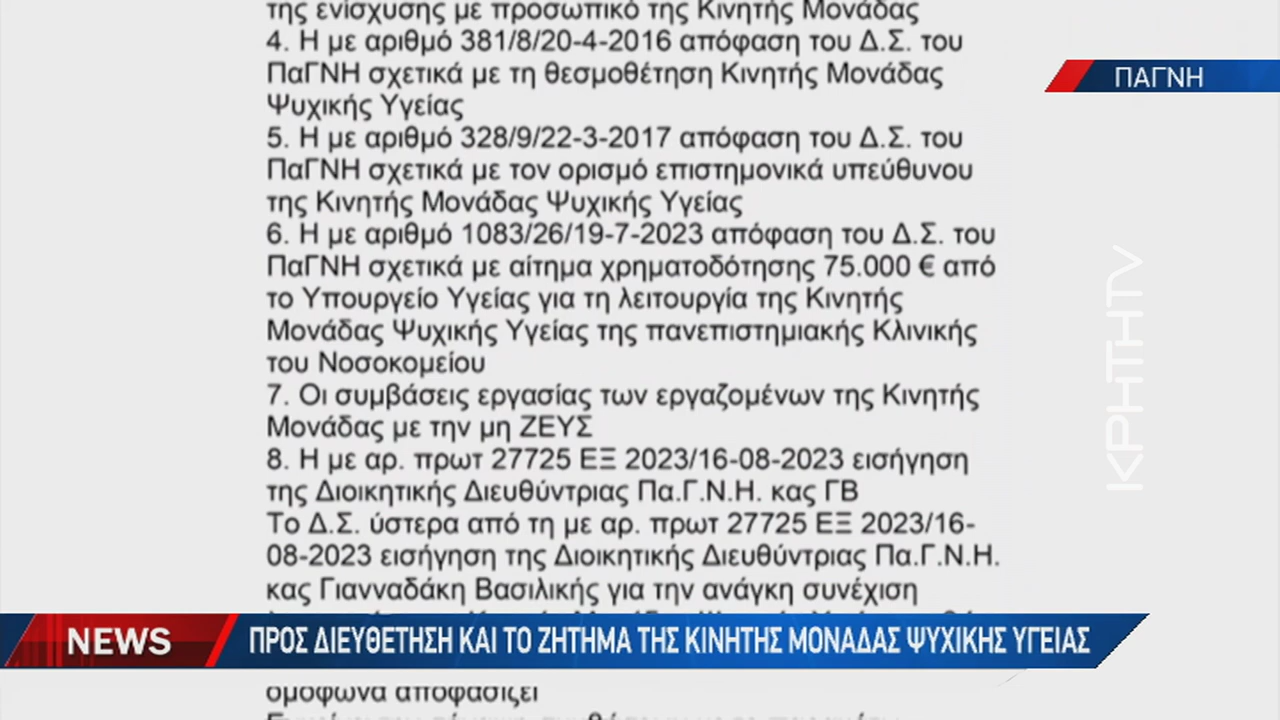 της ενίσχυσης με προσωπικό της Κινητής Μονάδας
4. Η με αριθμό 381/8/20-4-2016 απόφαση του Δ.Σ. του
ΠαΓΝΗ σχετικά με τη θεσμοθέτηση Κινητής Μονάδας
Ψυχικής Υγείας
5. Η με αριθμό 328/9/22-3-2017 απόφαση του Δ.Σ. του
ΠαΓΝΗ σχετικά με τον ορισμό επιστημονικά υπεύθυνου
της Κινητής Μονάδας Ψυχικής Υγείας
6. Η με αριθμό 1083/26/19-7-2023 απόφαση του Δ.Σ. του
ΠαΓΝΗ σχετικά με αίτημα χρηματοδότησης 75.000 € από
το Υπουργείο Υγείας για τη λειτουργία της Κινητής
Μονάδας Ψυχικής Υγείας της πανεπιστημιακής Κλινικής
του Νοσοκομείου
7. Οι συμβάσεις εργασίας των εργαζομένων της Κινητής
Μονάδας με την μη ΖΕΥΣ
8. Η με αρ. πρωτ 27725 ΕΞ 2023/16-08-2023 εισήγηση
της Διοικητικής Διευθύντριας Πα.Γ.Ν.Η. κας ΓΒ
Το Δ.Σ. ύστερα από τη με αρ. πρωτ 27725 ΕΞ 2023/16-
08-2023 εισήγηση της Διοικητικής Διευθύντριας Πα.Γ.Ν.Η.
κας Γιανναδάκη Βασιλικής για την ανάγκη συνέχιση
ομόφωνα αποφασίζει
ΠΑΓΝΗ
ΚΡΗΤΗTV
NEWS
ΠΡΟΣ ΔΙΕΥΘΕΤΗΣΗ ΚΑΙ ΤΟ ΖΗΤΗΜΑ ΤΗΣ ΚΙΝΗΤΗΣ ΜΟΝΑΔΑΣ ΨΥΧΙΚΗΣ ΥΓΕΙΑΣ